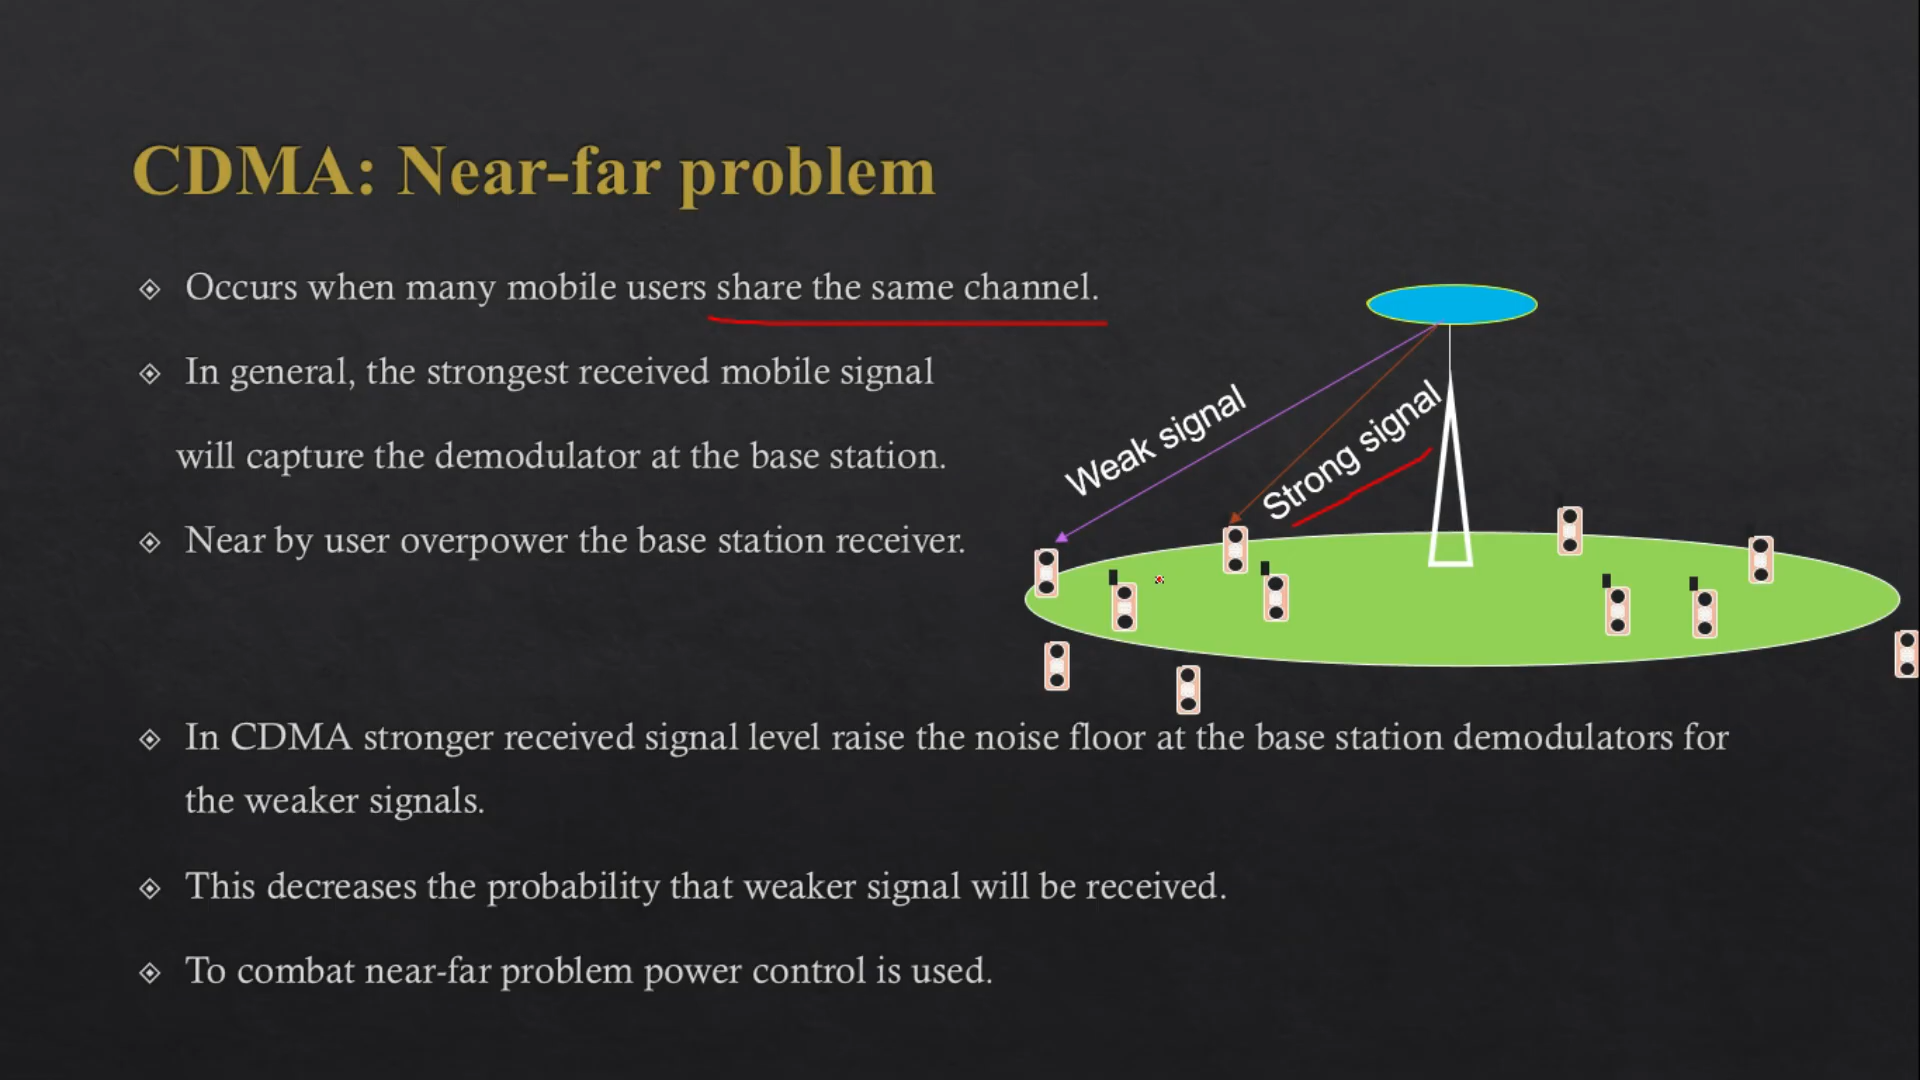 CDMA: Near-far problem
Occurs when many mobile users share the same channel.
In general, the strongest received mobile signal
will capture the demodulator at the base station.
Near by user overpower the base station receiver.
Weak signal
Strong signal
In CDMA stronger received signal level raise the noise floor at the base station demodulators for
the weaker signals.
This decreases the probability that weaker signal will be received.
To combat near-far problem power control is used.